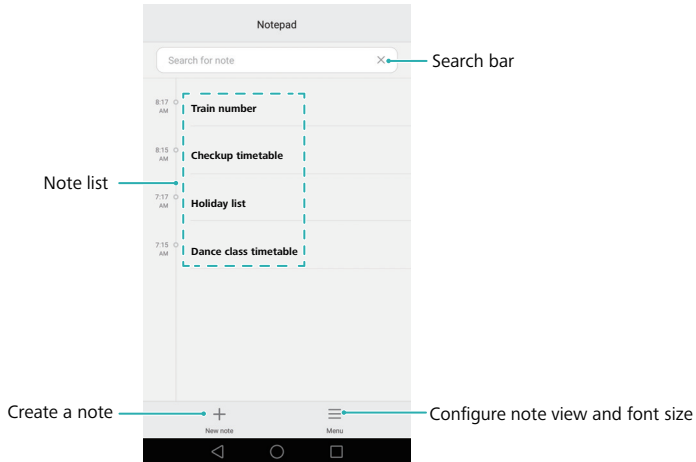 Notepad
Search for note
Search bar
8:17
AM
Train number
8:15
AM
Checkup timetable
Note list
7:17
AM
Holiday list
7:15
AM
Dance class timetable
Create a note
New note
Menu
Configure note view and font size